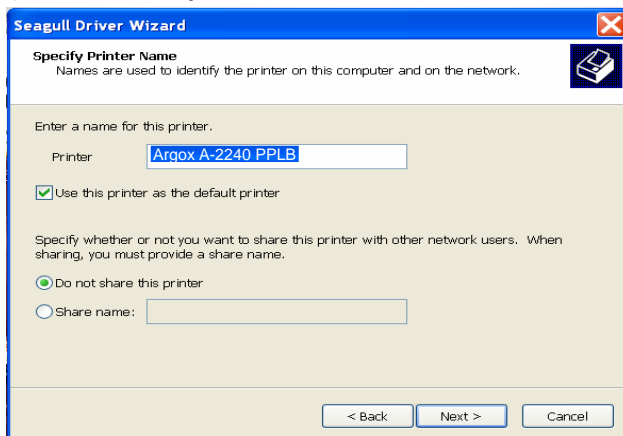 Seagull Driver Wizard
Specify Printer Name
Names are used to identify the printer on this computer and on the network.
Enter a name for this printer.
Printer
Argox A-2240 PPLB
Use this printer as the default printer
Specify whether or not you want to share this printer with other network users. When
sharing, you must provide a share name.
Do not share this printer
Share name:
< Back
Next >
Cancel